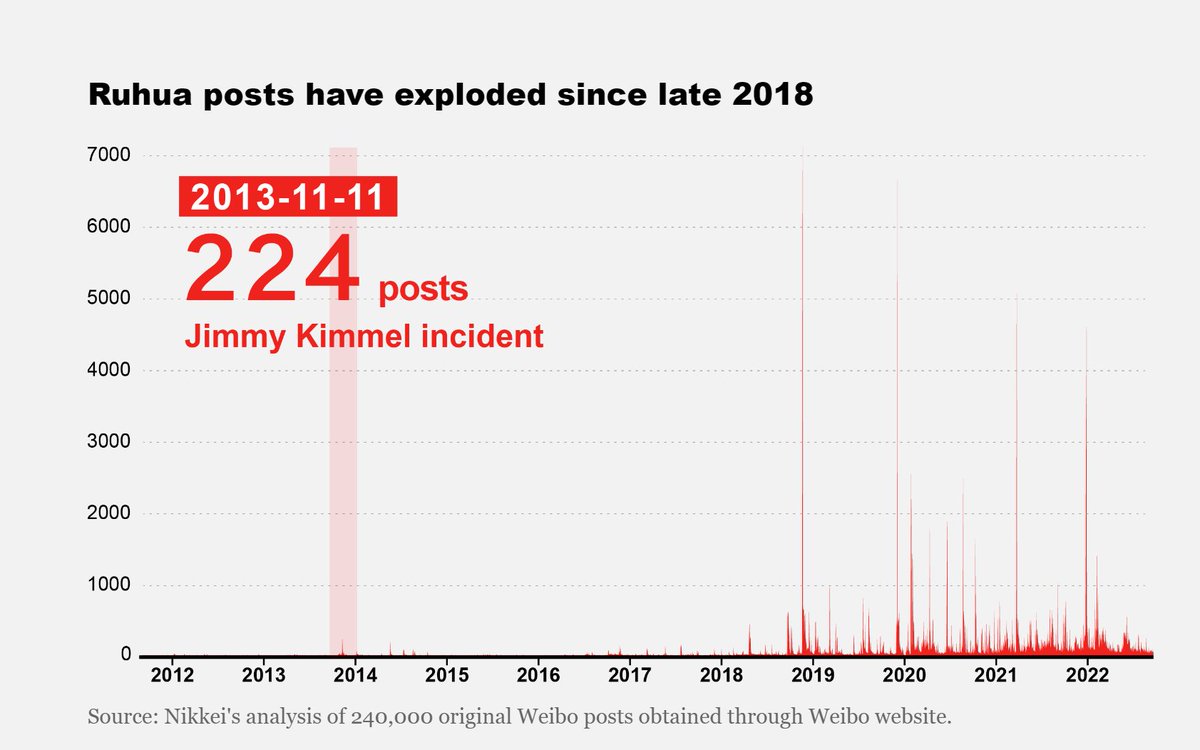 Ruhua posts have exploded since late 2018
7000
2013-11-11
6000
224 posts
5000
Jimmy Kimmel incident
4000
3000
2000
1000
0
2012 2013 2014 2015 2016 2017 2018 2019 2020 2021 2022
Source: Nikkei's analysis of 240,000 original Weibo posts obtained through Weibo website.